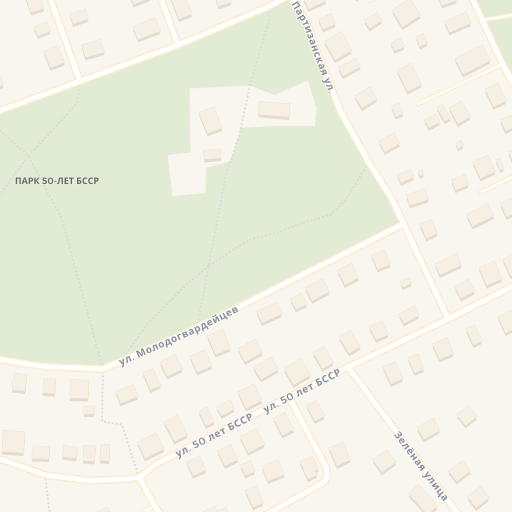 Партизанская ул.
ПАРК 50-ЛЕТ БССР
ул. Молодогвардейцев
ул. 50 лет БССР
ул. 50 лет БССР
Зелёная улица